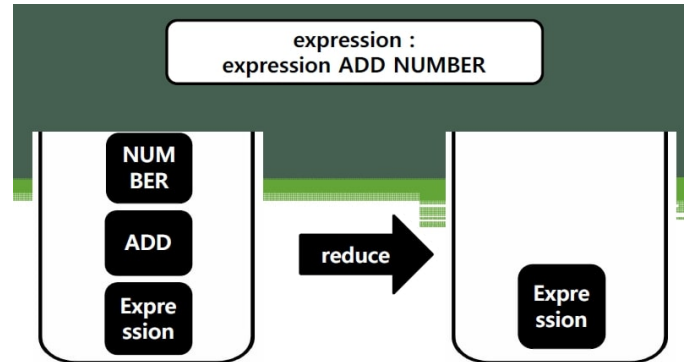 expression :
expression ADD NUMBER
NUM
BER
ADD
Expre
ssion
reduce
Expre
ssion